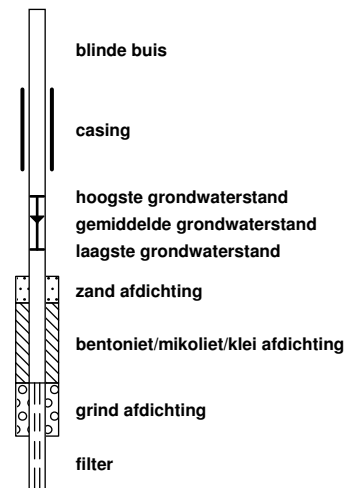 blinde buis
casing
hoogste grondwaterstand
gemiddelde grondwaterstand
laagste grondwaterstand
zand afdichting
bentoniet/mikoliet/klei afdichting
grind afdichting
filter